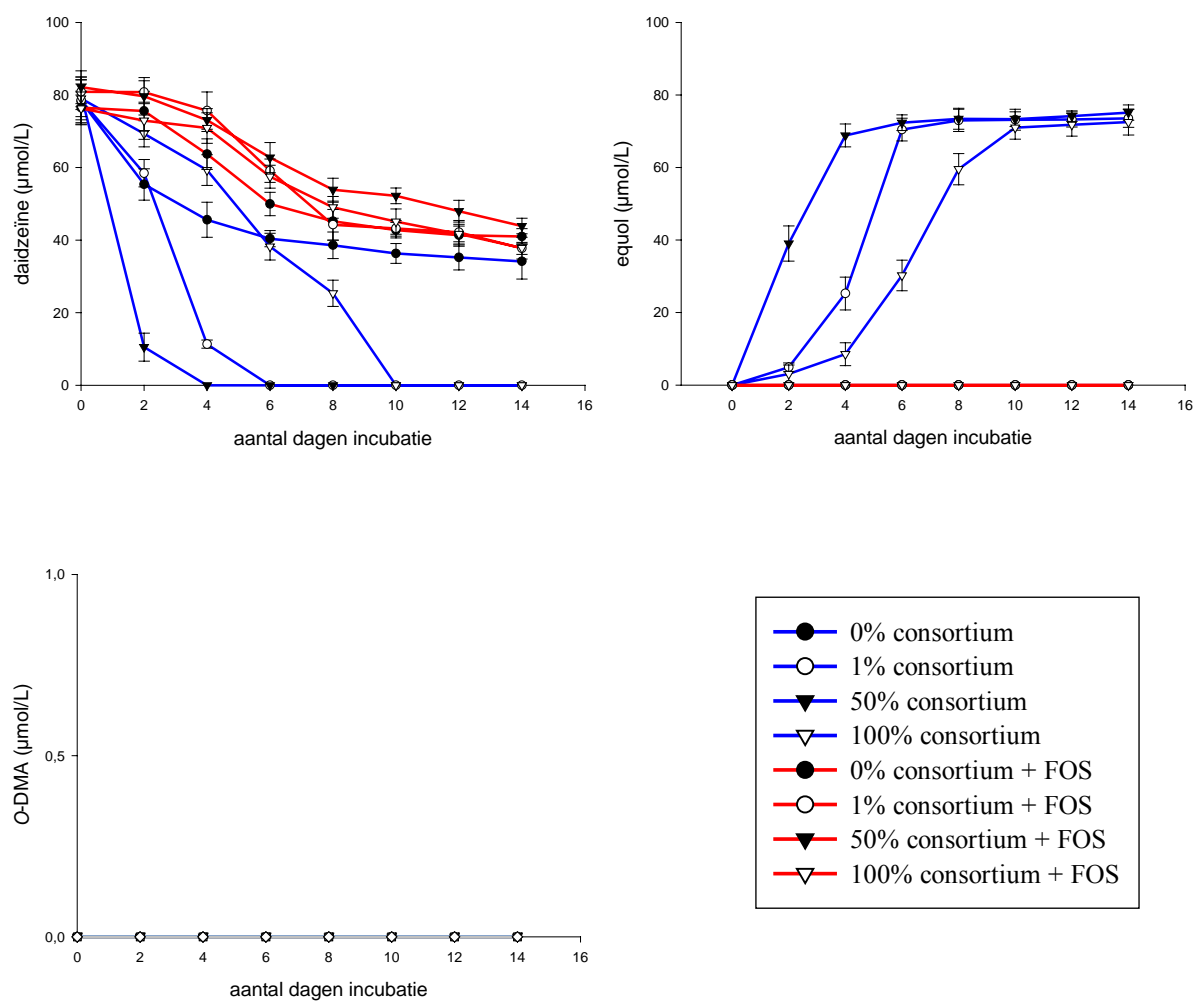 100
80
60
40
20
0
daidzeine (µmol/L)
0 2 4 6 8 10 12 14 16
aantal dagen incubatie
100
80
60
40
20
0
equol (µmol/L)
0 2 4 6 8 10 12 14 16
aantal dagen incubatie
1,0
0,5
0,0
O-DMA (µmol/L)
0 2 4 6 8 10 12 14 16
aantal dagen incubatie
0% consortium
1% consortium
50% consortium
100% consortium
0% consortium + FOS
1% consortium + FOS
50% consortium + FOS
100% consortium + FOS